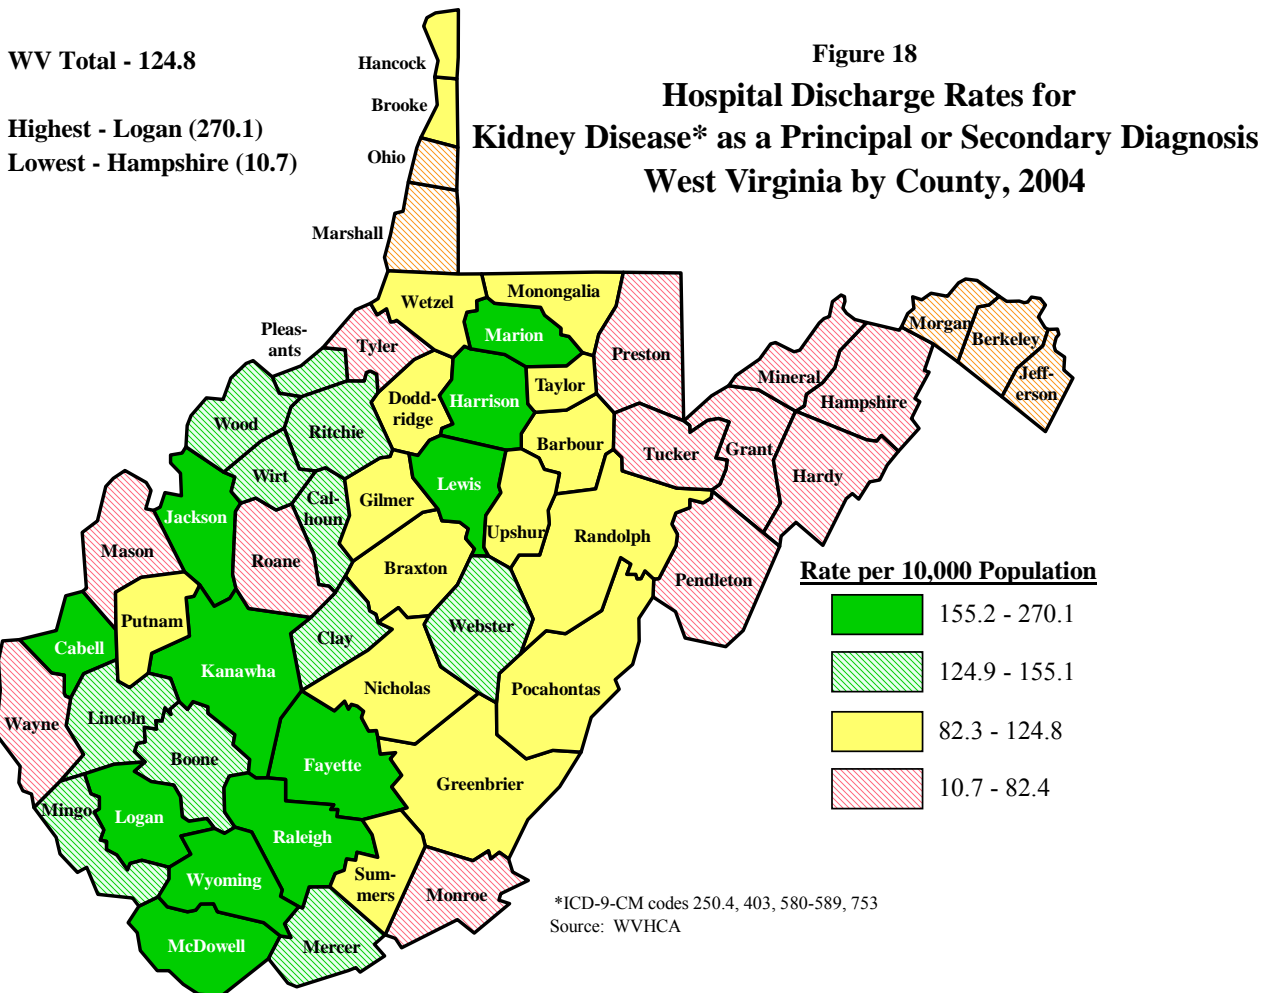 WV Total - 124.8
Highest - Logan (270.1)
Lowest - Hampshire (10.7)
Figure 18
Hospital Discharge Rates for
Kidney Disease* as a Principal or Secondary Diagnosis
West Virginia by County, 2004
Hancock
Brooke
Ohio
Marshall
Wetzel
Monongalia
Marion
Pleas-
ants
Tyler
Preston
Morgan
Berkeley
Jeff-
erson
Mineral
Hampshire
Dodd-
ridge
Harrison
Taylor
Wood
Ritchie
Barbour
Tucker
Grant
Hardy
Wirt
Lewis
Gilmer
Cal-
houn
Jackson
Upshur
Randolph
Mason
Roane
Braxton
Pendleton
Putnam
Clay
Webster
Cabell
Kanawha
Nicholas
Pocahontas
Wayne
Lincoln
Boone
Fayette
Greenbrier
Mingo
Logan
Raleigh
Wyoming
Sum-
mers
Monroe
McDowell
Mercer
Rate per 10,000 Population
155.2 - 270.1
124.9 - 155.1
82.3 - 124.8
10.7 - 82.4
*ICD-9-CM codes 250.4, 403, 580-589, 753
Source: WVHCA